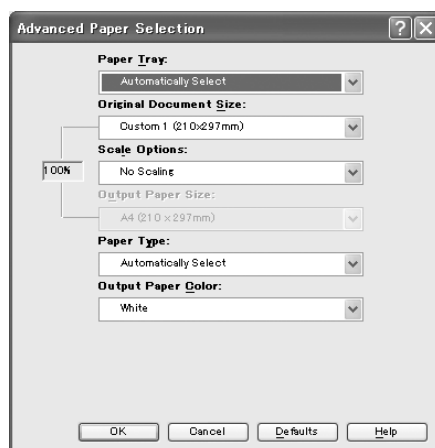 Advanced Paper Selection
Paper Tray:
Automatically Select
Original Document Size:
Custom 1 (210x297mm)
Scale Options:
100%
No Scaling
Output Paper Size:
A4 (210 x 297mm)
Paper Type:
Automatically Select
Output Paper Color:
White
OK Cancel Defaults Help